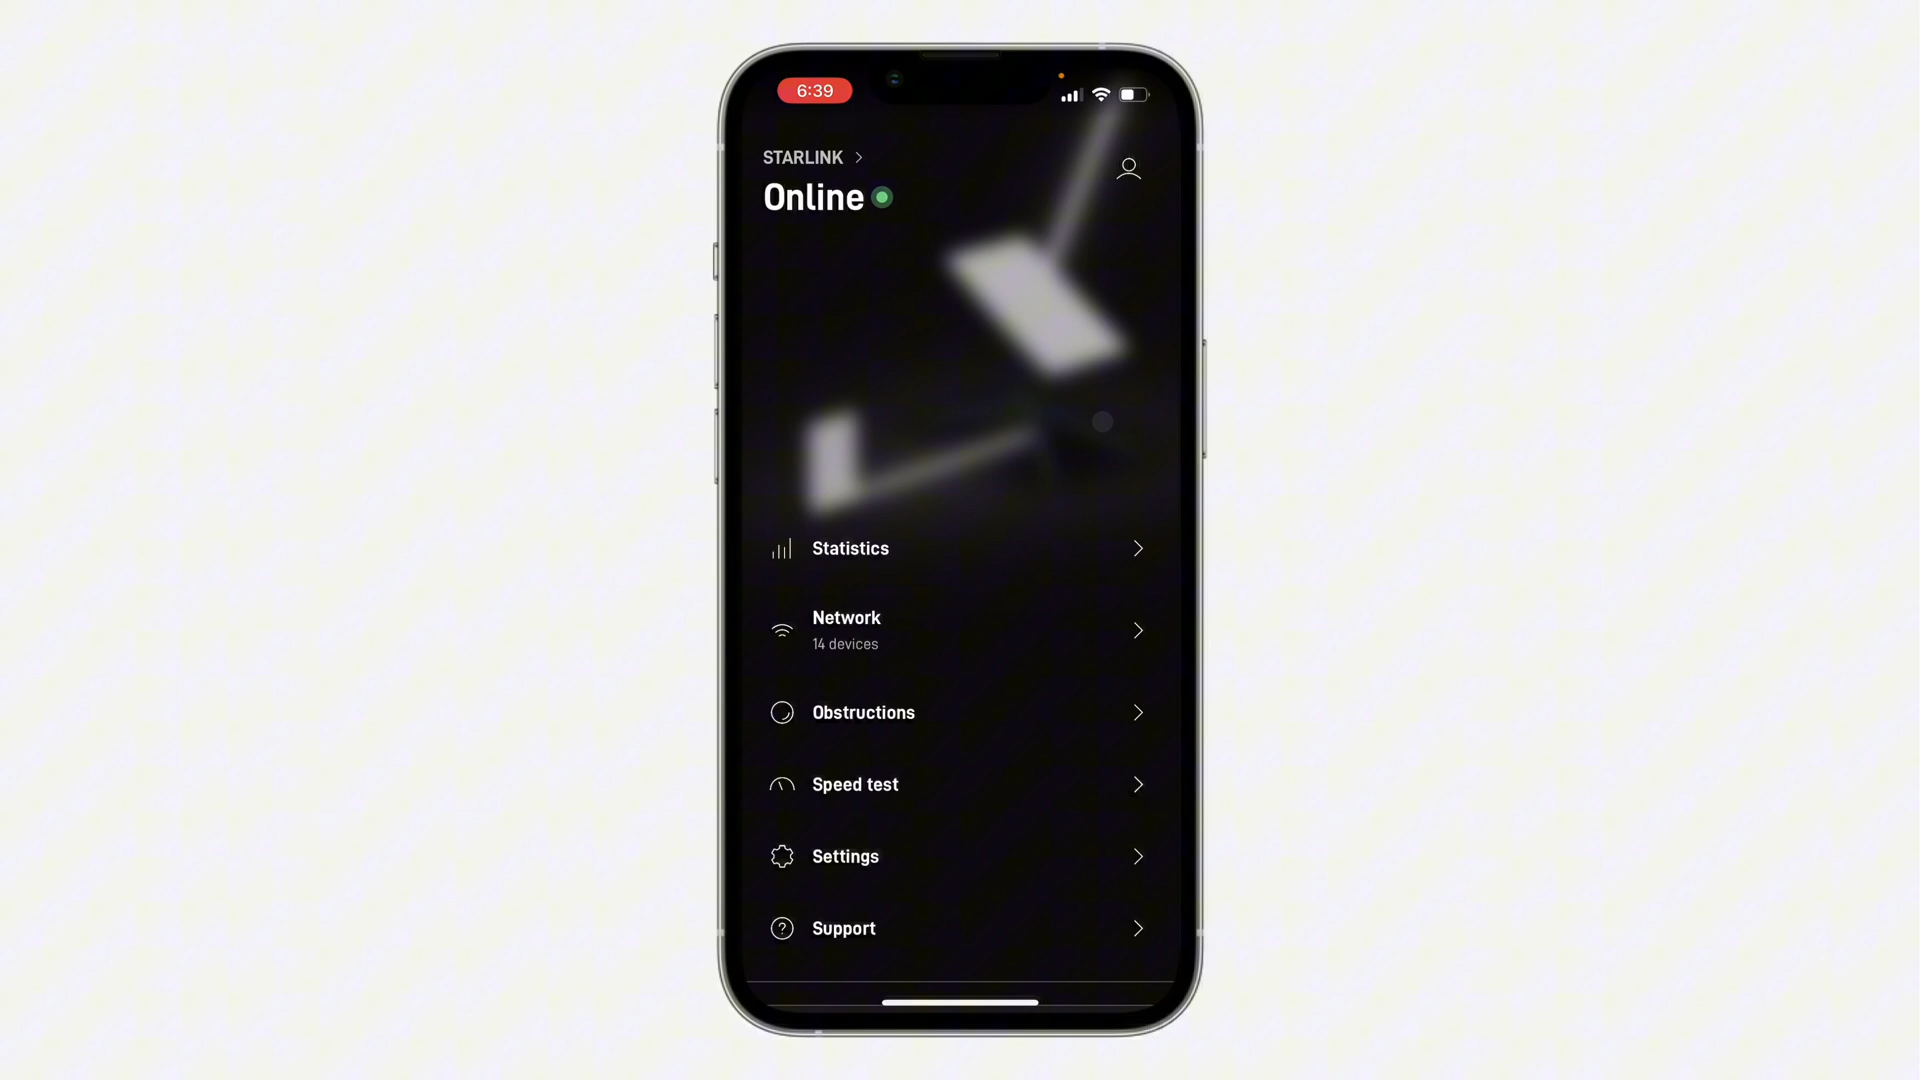 6:39
STARLINK
Online
Statistics
Network
14 devices
Obstructions
Speed test
Settings
Support